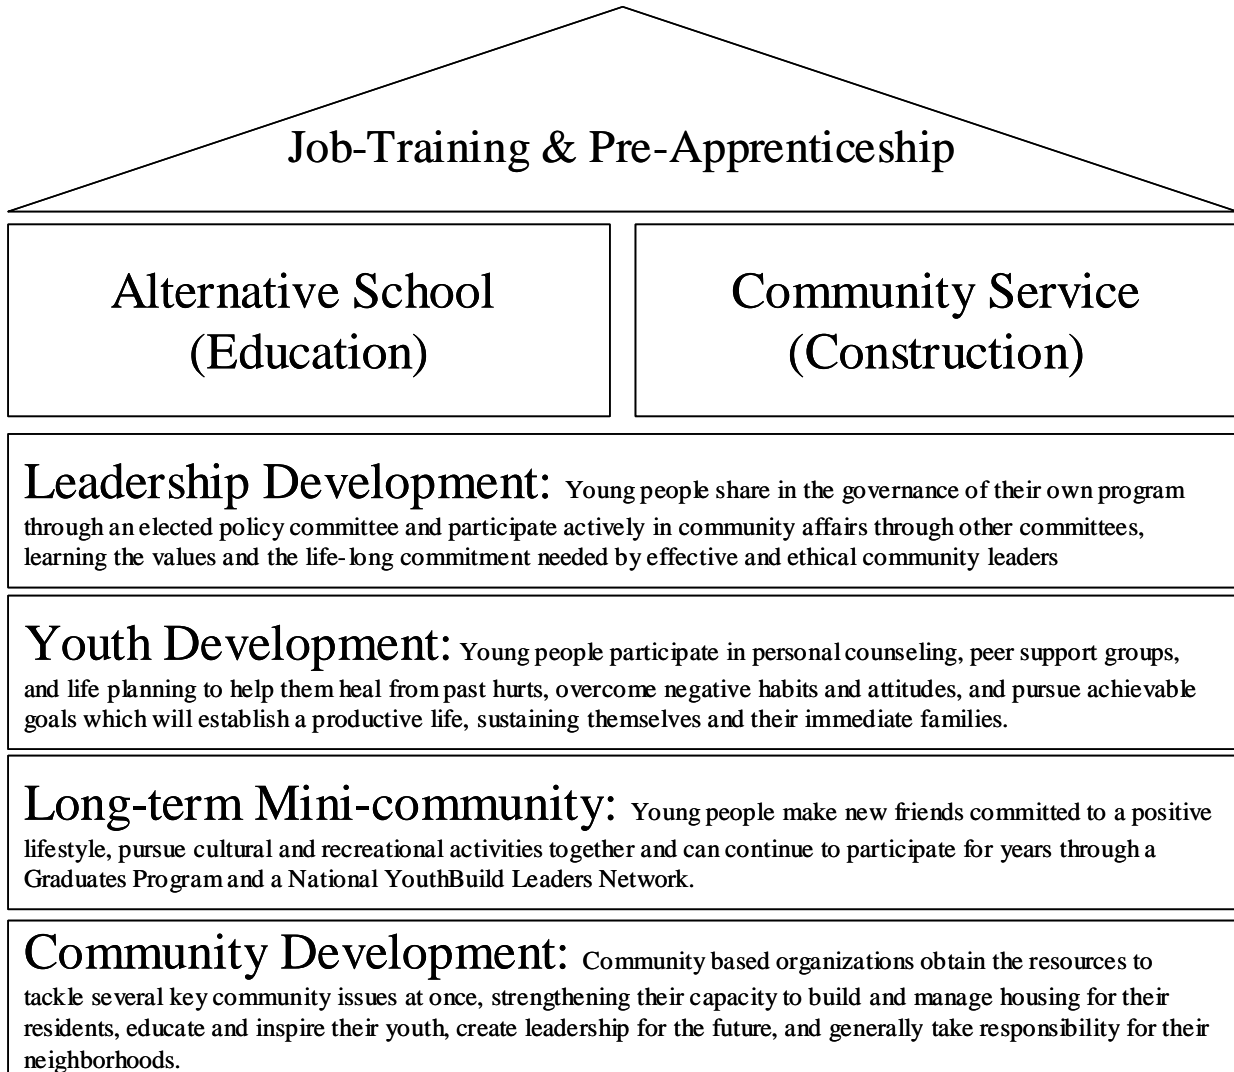 Job-Training & Pre-Apprenticeship
Alternative School
(Education)
Community Service
(Construction)
Leadership Development: Young people share in the governance of their own program
through an elected policy committee and participate actively in community affairs through other committees,
learning the values and the life-long commitment needed by effective and ethical community leaders
Youth Development: Young people participate in personal counseling, peer support groups,
and life planning to help them heal from past hurts, overcome negative habits and attitudes, and pursue achievable
goals which will establish a productive life, sustaining themselves and their immediate families.
Long-term Mini-community: Young people make new friends committed to a positive
lifestyle, pursue cultural and recreational activities together and can continue to participate for years through a
Graduates Program and a National YouthBuild Leaders Network.
Community Development: Community based organizations obtain the resources to
tackle several key community issues at once, strengthening their capacity to build and manage housing for their
residents, educate and inspire their youth, create leadership for the future, and generally take responsibility for their
neighborhoods.